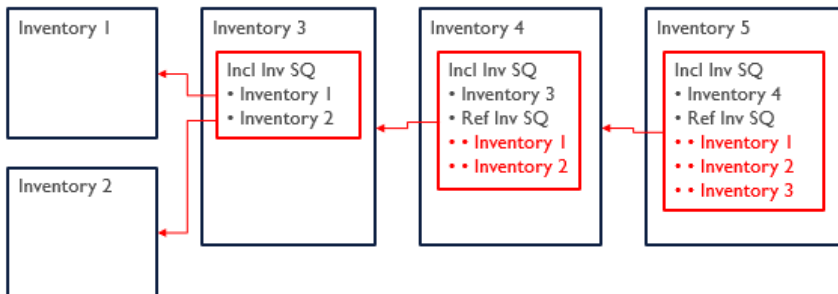 Inventory 1
Inventory 2
Inventory 3
Incl Inv SQ
• Inventory 1
• Inventory 2
Inventory 4
Incl Inv SQ
• Inventory 3
• Ref Inv SQ
• • Inventory 1
• • Inventory 2
Inventory 5
Incl Inv SQ
• Inventory 4
• Ref Inv SQ
• • Inventory 1
• • Inventory 2
• • Inventory 3